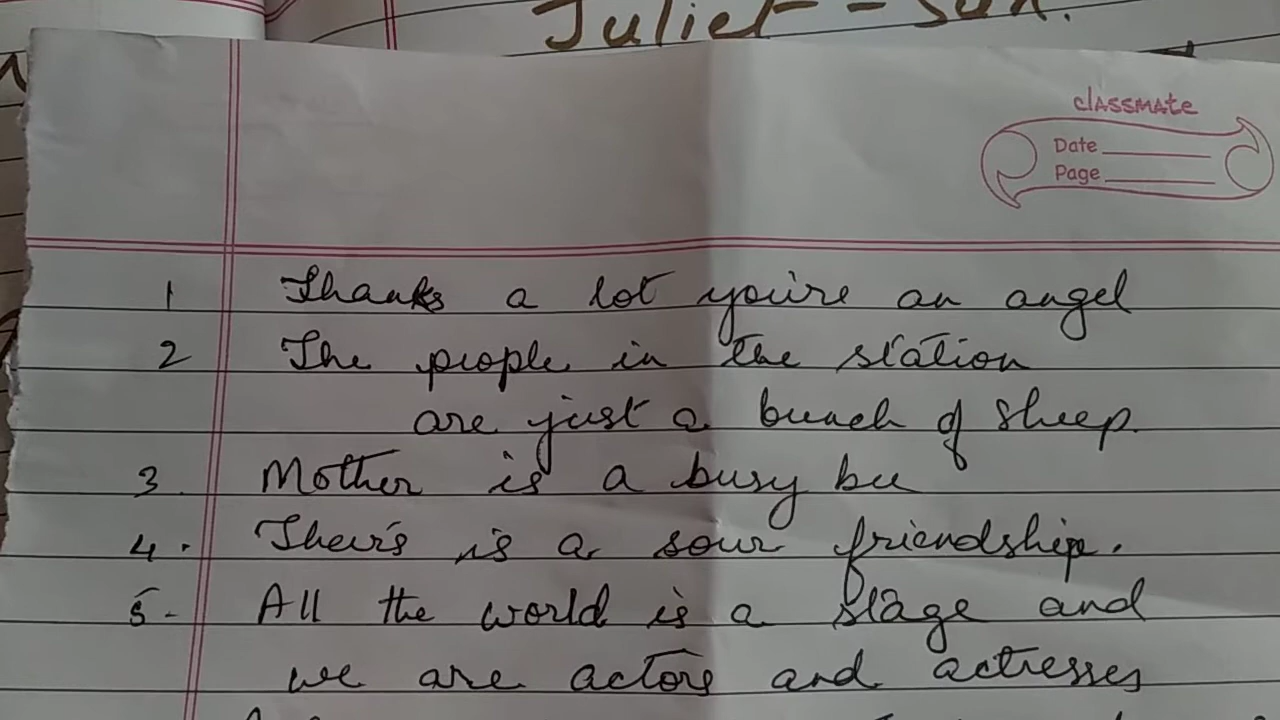 Juliet - Sun.
classmate
Date
Page
1 Thanks a lot you're an angel
2 The people in the station
are just a bunch of sheep.
3. Mother is a busy bee
4. Their's is a sour friendship.
5- All the world is a stage and
we are actors and actresses